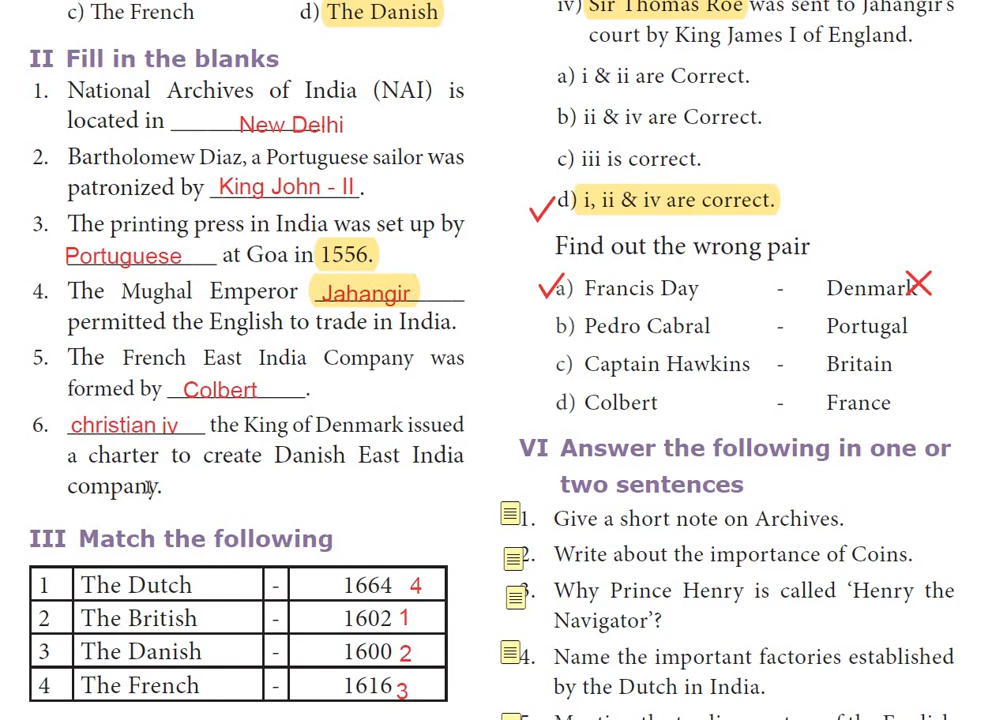 c) The French d) The Danish
II Fill in the blanks
1. National Archives of India (NAI) is
located in New Delhi
2. Bartholomew Diaz, a Portuguese sailor was
patronized by King John - II .
3. The printing press in India was set up by
Portuguese at Goa in 1556.
4. The Mughal Emperor Jahangir
permitted the English to trade in India.
5. The French East India Company was
formed by Colbert .
6. christian iv the King of Denmark issued
a charter to create Danish East India
company.
III Match the following
1 The Dutch - 1664 4
2 The British - 1602 1
3 The Danish - 1600 2
4 The French - 1616 3
iv) Sir Thomas Roe was sent to Jahangir's
court by King James I of England.
a) i & ii are Correct.
b) ii & iv are Correct.
c) iii is correct.
d) i, ii & iv are correct.
Find out the wrong pair
a) Francis Day - Denmark
b) Pedro Cabral - Portugal
c) Captain Hawkins - Britain
d) Colbert - France
VI Answer the following in one or
two sentences
1. Give a short note on Archives.
2. Write about the importance of Coins.
3. Why Prince Henry is called ‘Henry the
Navigator’?
4. Name the important factories established
by the Dutch in India.